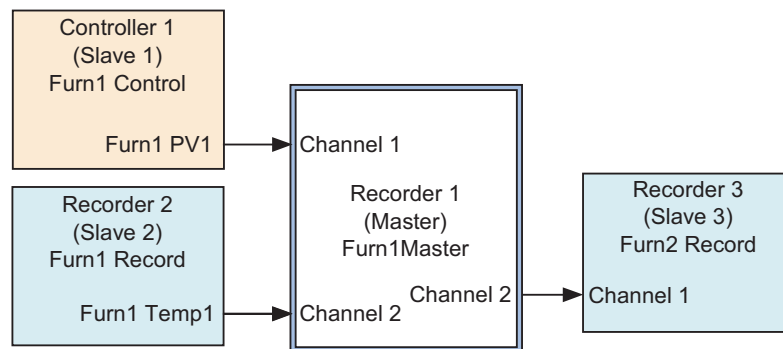 Controller 1
(Slave 1)
Furn1 Control
Furn1 PV1
Recorder 2
(Slave 2)
Furn1 Record
Furn1 Temp1
Channel 1
Recorder 1
(Master)
Furn1Master
Channel 2
Channel 2
Recorder 3
(Slave 3)
Furn2 Record
Channel 1